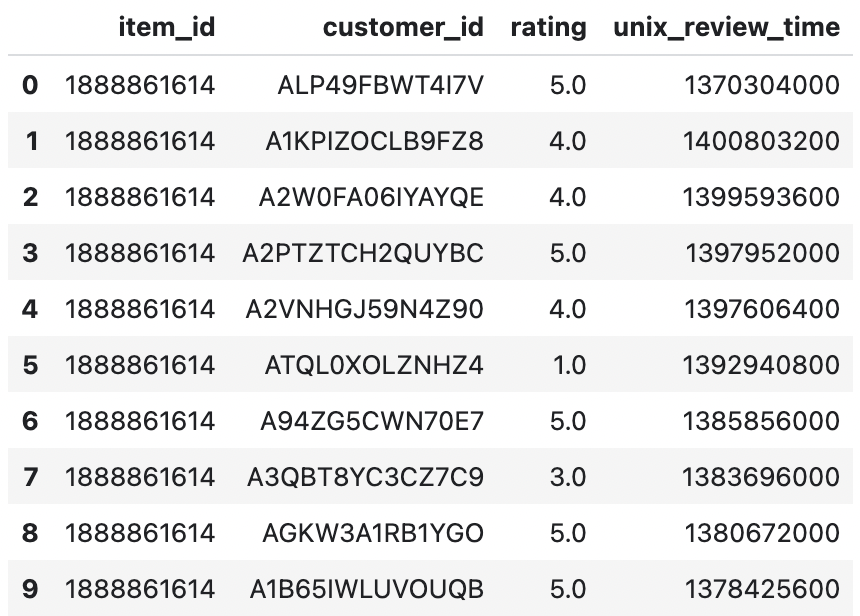 item_id customer_id rating unix_review_time
0 1888861614 ALP49FBWT4I7V 5.0 1370304000
1 1888861614 A1KPIZOCLB9FZ8 4.0 1400803200
2 1888861614 A2W0FA06IYAYQE 4.0 1399593600
3 1888861614 A2PTZTCH2QUYBC 5.0 1397952000
4 1888861614 A2VNHGJ59N4Z90 4.0 1397606400
5 1888861614 ATQL0XOLZNHZ4 1.0 1392940800
6 1888861614 A94ZG5CWN70E7 5.0 1385856000
7 1888861614 A3QBT8YC3CZ7C9 3.0 1383696000
8 1888861614 AGKW3A1RB1YGO 5.0 1380672000
9 1888861614 A1B65IWLUVOUQB 5.0 1378425600